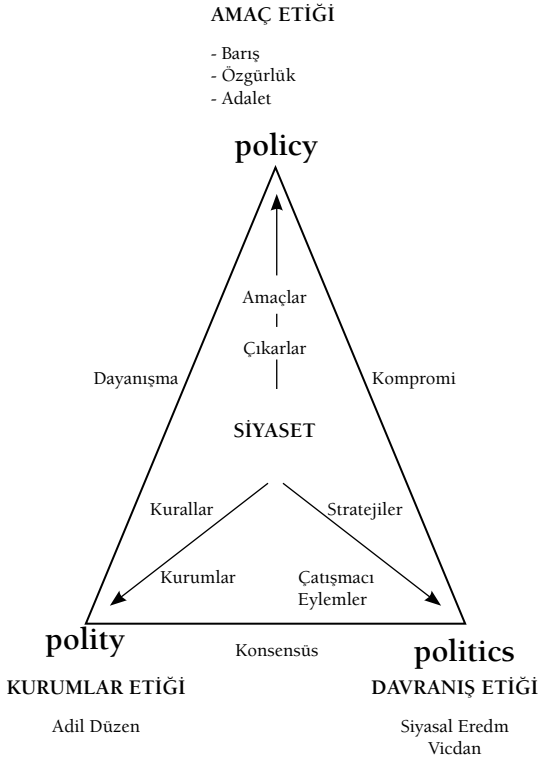 AMAÇ ETİĞİ
- Barış
- Özgürlük
- Adalet
policy
Amaçlar
Çıkarlar
Dayanışma
Kompromi
SİYASET
Kurallar
Stratejiler
Kurumlar
Çatışmacı
Eylemler
polity
Konsensüs
politics
KURUMLAR ETİĞİ
DAVRANIŞ ETİĞİ
Adil Düzen
Siyasal Eredm
Vicdan